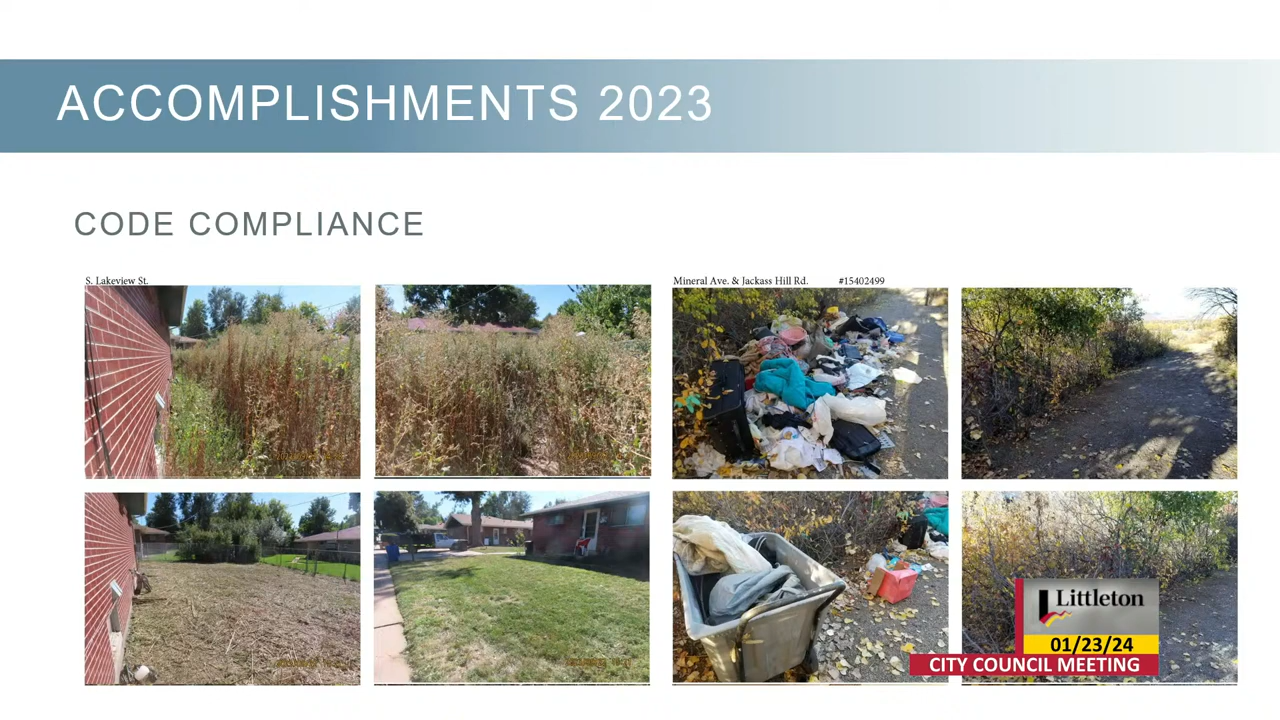 ACCOMPLISHMENTS 2023
CODE COMPLIANCE
S. Lakeview St.
Mineral Ave. & Jackass Hill Rd. #15402499
Littleton
01/23/24
CITY COUNCIL MEETING